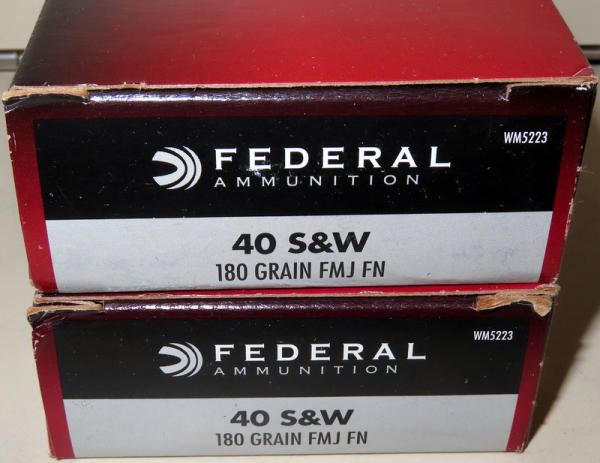 WM5223
FEDERAL
AMMUNITION
40 S&W
180 GRAIN FMJ FN
WM5223
FEDERAL
AMMUNITION
40 S&W
180 GRAIN FMJ FN